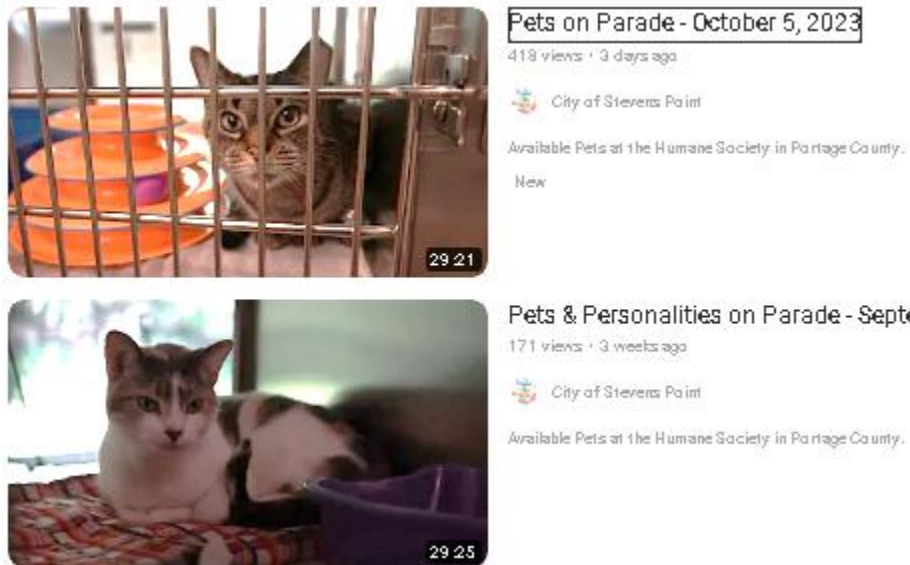 Pets on Parade - October 5, 2023
418 views • 3 days ago
City of Stevens Point
Available Pets at the Humane Society in Portage County.
New
29:21
Pets & Personalities on Parade - Septe
171 views • 3 weeks ago
City of Stevens Point
Available Pets at the Humane Society in Portage County.
29:25